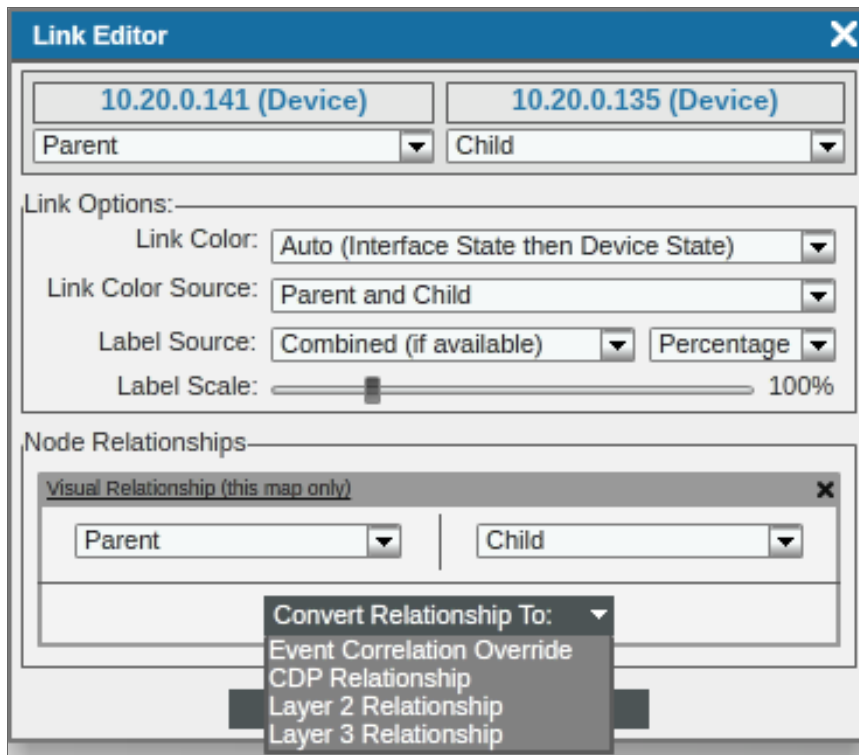 Link Editor
10.20.0.141 (Device) 10.20.0.135 (Device)
Parent Child
Link Options:
Link Color: Auto (Interface State then Device State)
Link Color Source: Parent and Child
Label Source: Combined (if available) Percentage
Label Scale: 100%
Node Relationships
Visual Relationship (this map only)
Parent Child
Convert Relationship To:
Event Correlation Override
CDP Relationship
Layer 2 Relationship
Layer 3 Relationship